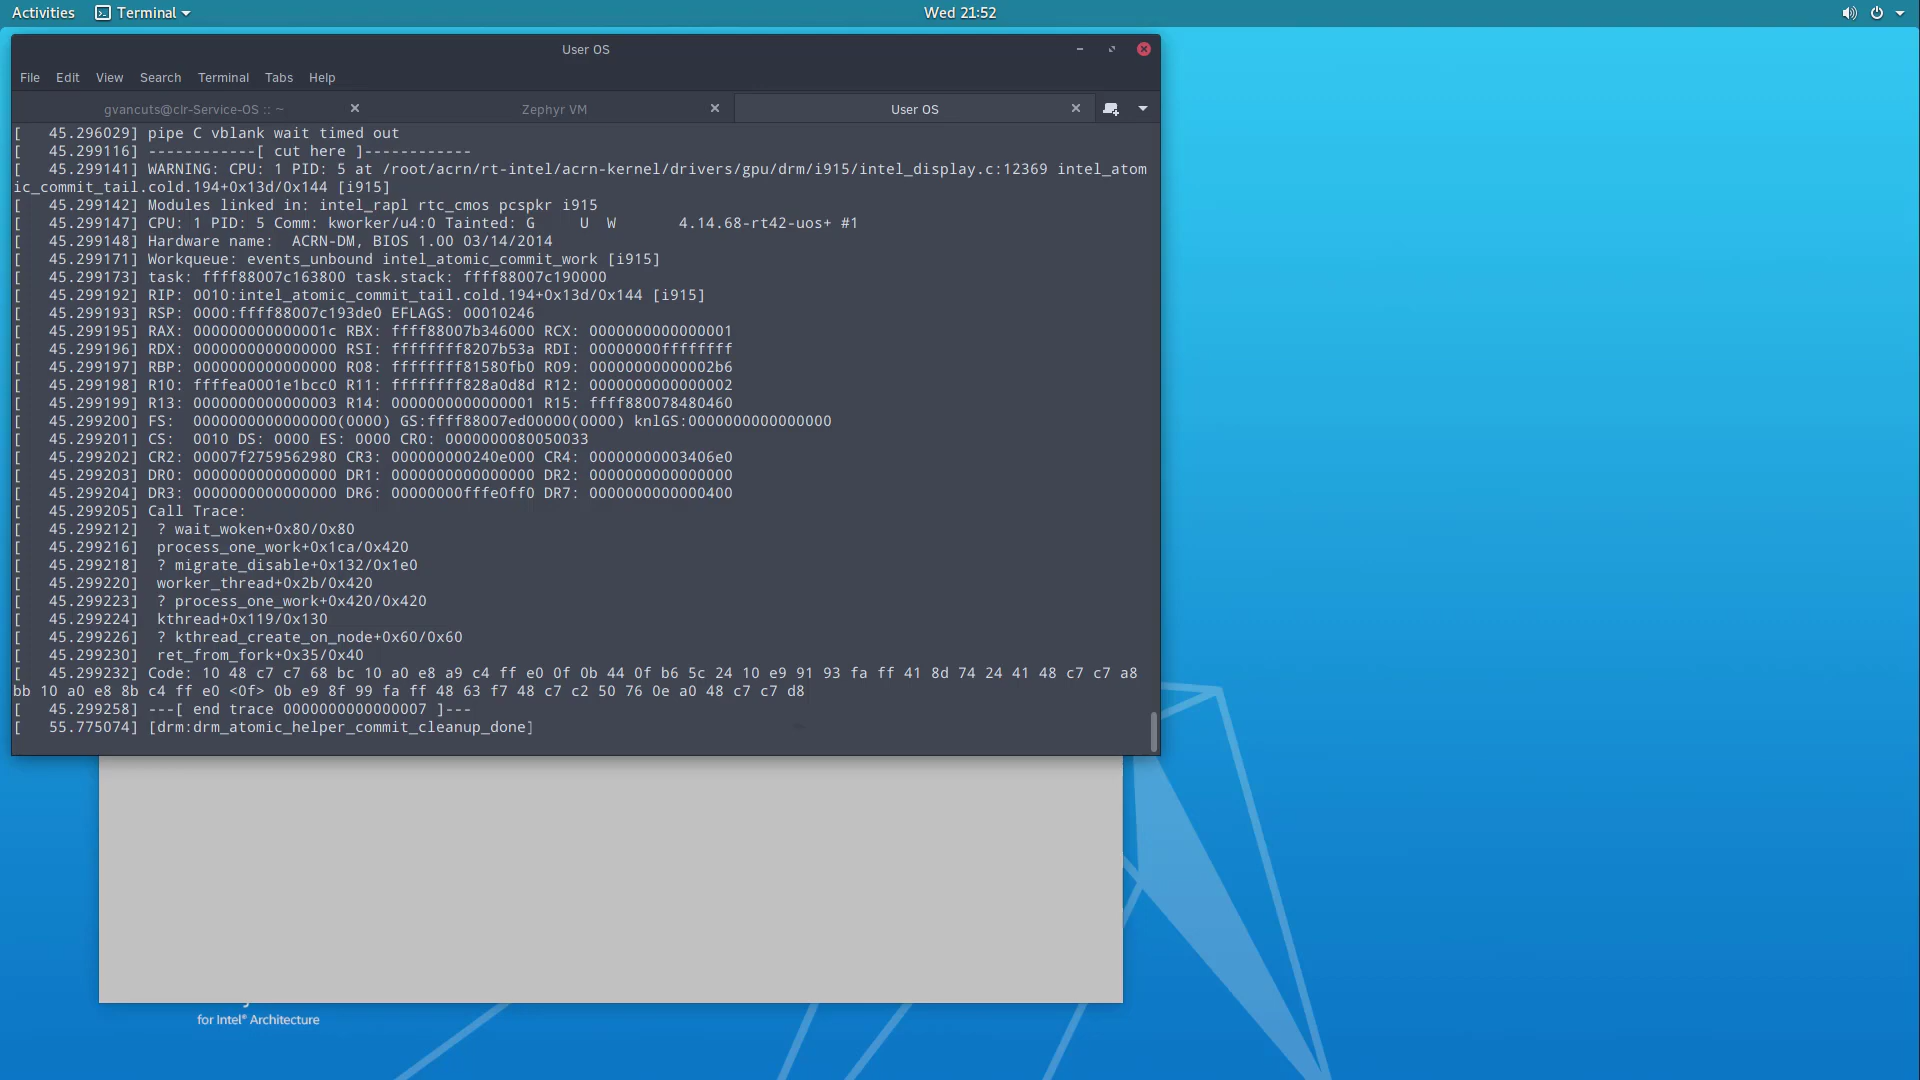 Activities Terminal Wed 21:52
User OS
File Edit View Search Terminal Tabs Help
gvancuts@clr-Service-OS :: ~ Zephyr VM User OS
[   45.296029] pipe C vblank wait timed out
[   45.299116] ------------[ cut here ]------------
[   45.299141] WARNING: CPU: 1 PID: 5 at /root/acrn/rt-intel/acrn-kernel/drivers/gpu/drm/i915/intel_display.c:12369 intel_atom
ic_commit_tail.cold.194+0x13d/0x144 [i915]
[   45.299142] Modules linked in: intel_rapl rtc_cmos pcspkr i915
[   45.299147] CPU: 1 PID: 5 Comm: kworker/u4:0 Tainted: G     U  W       4.14.68-rt42-uos+ #1
[   45.299148] Hardware name:  ACRN-DM, BIOS 1.00 03/14/2014
[   45.299171] Workqueue: events_unbound intel_atomic_commit_work [i915]
[   45.299173] task: ffff88007c163800 task.stack: ffff88007c190000
[   45.299192] RIP: 0010:intel_atomic_commit_tail.cold.194+0x13d/0x144 [i915]
[   45.299193] RSP: 0000:ffff88007c193de0 EFLAGS: 00010246
[   45.299195] RAX: 000000000000001c RBX: ffff88007b346000 RCX: 0000000000000001
[   45.299196] RDX: 0000000000000000 RSI: ffffffff8207b53a RDI: 00000000ffffffff
[   45.299197] RBP: 0000000000000000 R08: ffffffff81580fb0 R09: 00000000000002b6
[   45.299198] R10: ffffea0001e1bcc0 R11: ffffffff828a0d8d R12: 0000000000000002
[   45.299199] R13: 0000000000000003 R14: 0000000000000001 R15: ffff880078480460
[   45.299200] FS:  0000000000000000(0000) GS:ffff88007ed00000(0000) knlGS:0000000000000000
[   45.299201] CS:  0010 DS: 0000 ES: 0000 CR0: 0000000080050033
[   45.299202] CR2: 00007f2759562980 CR3: 000000000240e000 CR4: 00000000003406e0
[   45.299203] DR0: 0000000000000000 DR1: 0000000000000000 DR2: 0000000000000000
[   45.299204] DR3: 0000000000000000 DR6: 00000000fffe0ff0 DR7: 0000000000000400
[   45.299205] Call Trace:
[   45.299212]  ? wait_woken+0x80/0x80
[   45.299216]  process_one_work+0x1ca/0x420
[   45.299218]  ? migrate_disable+0x132/0x1e0
[   45.299220]  worker_thread+0x2b/0x420
[   45.299223]  ? process_one_work+0x420/0x420
[   45.299224]  kthread+0x119/0x130
[   45.299226]  ? kthread_create_on_node+0x60/0x60
[   45.299230]  ret_from_fork+0x35/0x40
[   45.299232] Code: 10 48 c7 c7 68 bc 10 a0 e8 a9 c4 ff e0 0f 0b 44 0f b6 5c 24 10 e9 91 93 fa ff 41 8d 74 24 41 48 c7 c7 a8
bb 10 a0 e8 8b c4 ff e0 <0f> 0b e9 8f 99 fa ff 48 63 f7 48 c7 c2 50 76 0e a0 48 c7 c7 d8
[   45.299258] ---[ end trace 0000000000000007 ]---
[   55.775074] [drm:drm_atomic_helper_commit_cleanup_done]
for Intel® Architecture